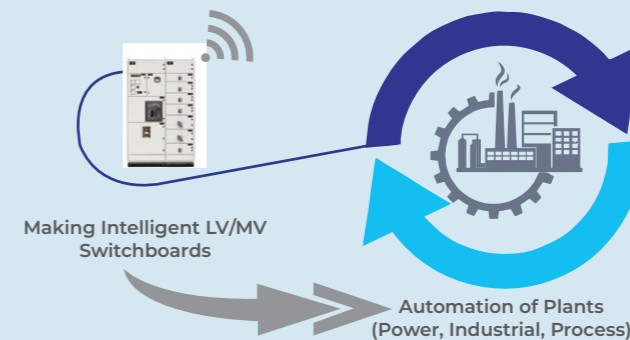 Making Intelligent LV/MV
Switchboards
Automation of Plants
(Power, Industrial, Process)